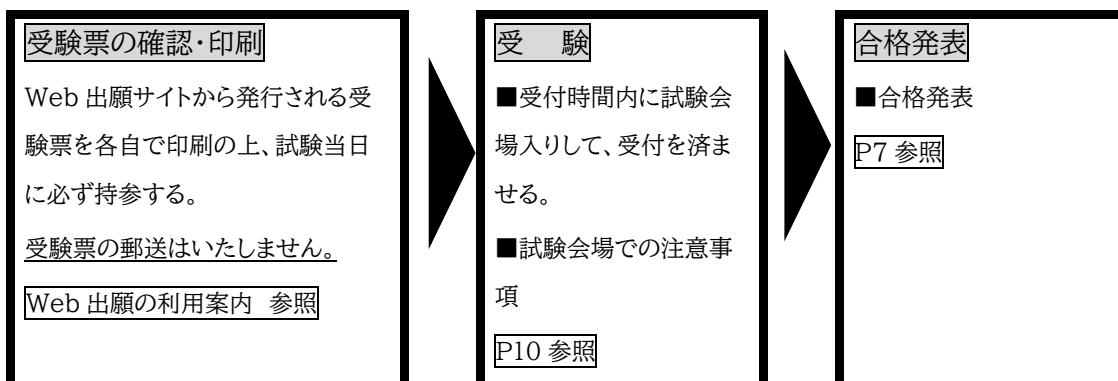 受験票の確認・印刷
Web 出願サイトから発行される受
験票を各自で印刷の上、試験当日
に必ず持参する。
受験票の郵送はいたしません。
Web 出願の利用案内　参照
受　験
■受付時間内に試験会
場入りして、受付を済ま
せる。
■試験会場での注意事
項
P10 参照
合格発表
■合格発表
P7 参照